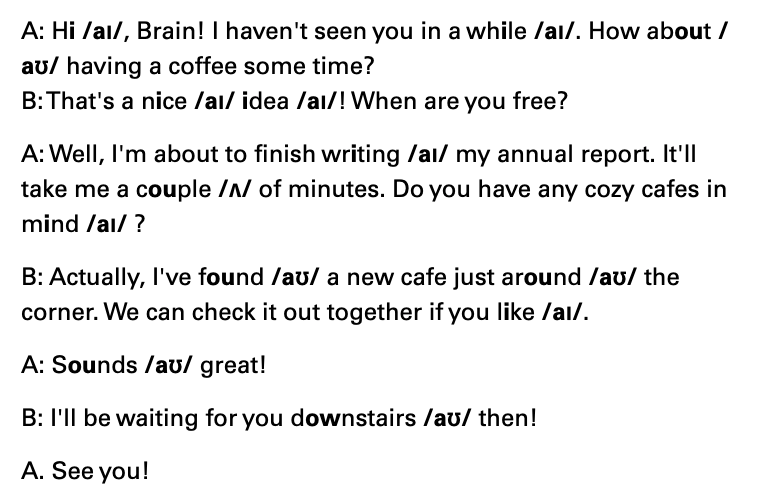 A: Hi /aɪ/, Brain! I haven't seen you in a while /aɪ/. How about /
aʊ/ having a coffee some time?
B: That's a nice /aɪ/ idea /aɪ/! When are you free?
A: Well, I'm about to finish writing /aɪ/ my annual report. It'll
take me a couple /ʌ/ of minutes. Do you have any cozy cafes in
mind /aɪ/ ?
B: Actually, I've found /aʊ/ a new cafe just around /aʊ/ the
corner. We can check it out together if you like /aɪ/.
A: Sounds /aʊ/ great!
B: I'll be waiting for you downstairs /aʊ/ then!
A. See you!